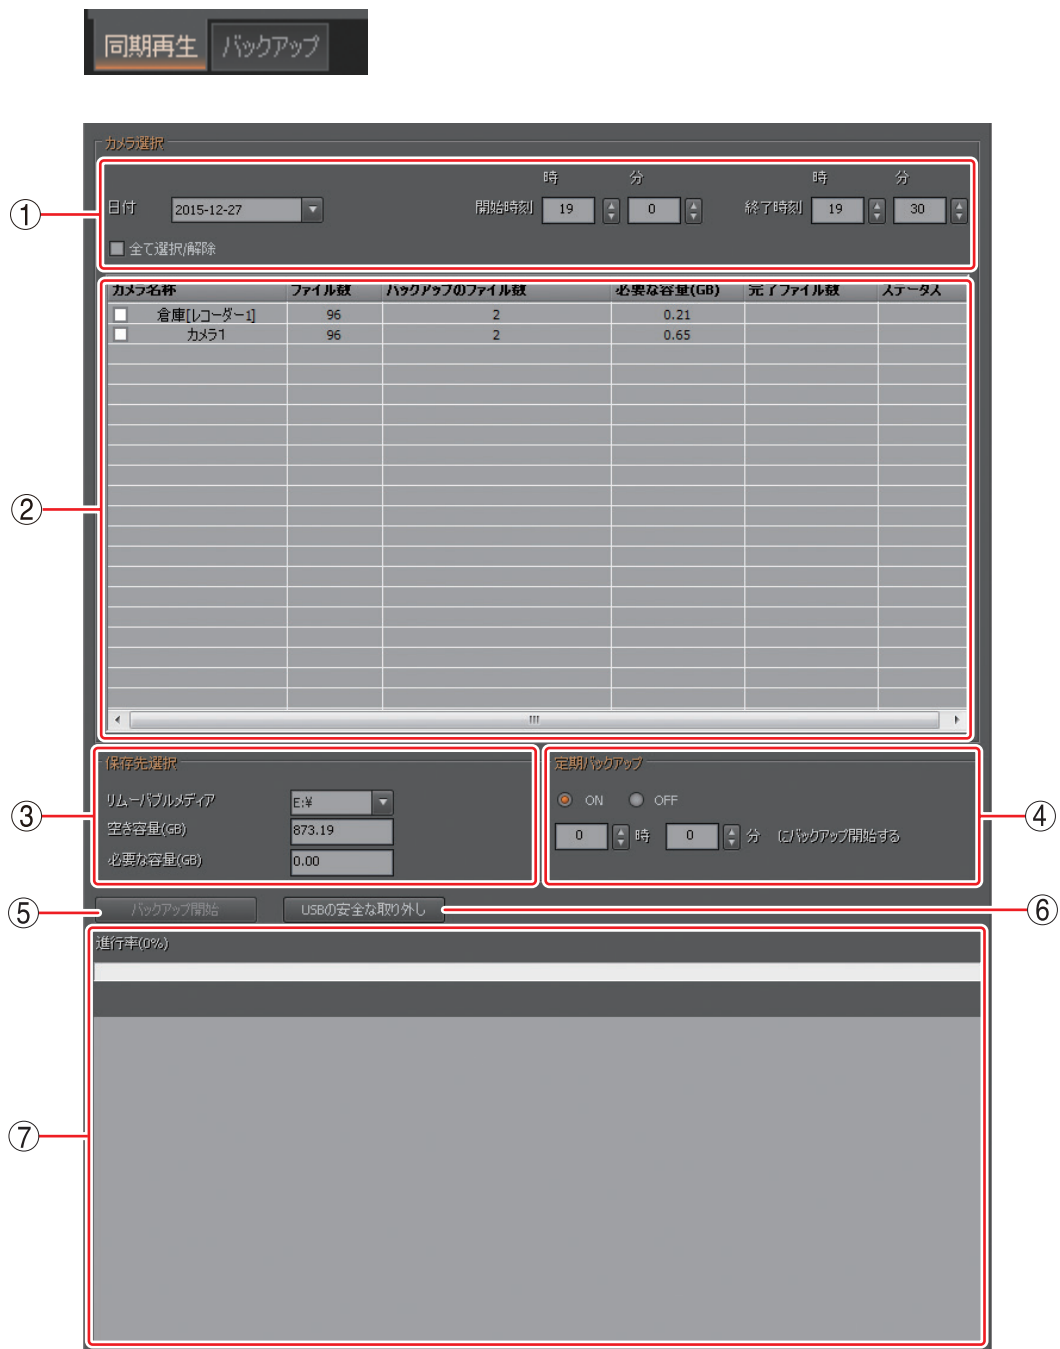 同期再生 バックアップ
カメラ選択
時 分 時 分
① 日付 2015-12-27 開始時刻 19 0 終了時刻 19 30
全て選択/解除
カメラ名称 ファイル数 バックアップのファイル数 必要な容量(GB) 完了ファイル数 ステータス
倉庫[レコーダー1] 96 2 0.21
カメラ1 96 2 0.65
②
保存先選択 定期バックアップ
リムーバブルメディア E:¥ ON OFF
③ ④
空き容量(GB) 873.19 0 時 0 分 にバックアップ開始する
必要な容量(GB) 0.00
⑤ バックアップ開始 USBの安全な取り外し ⑥
進行率(0%)
⑦